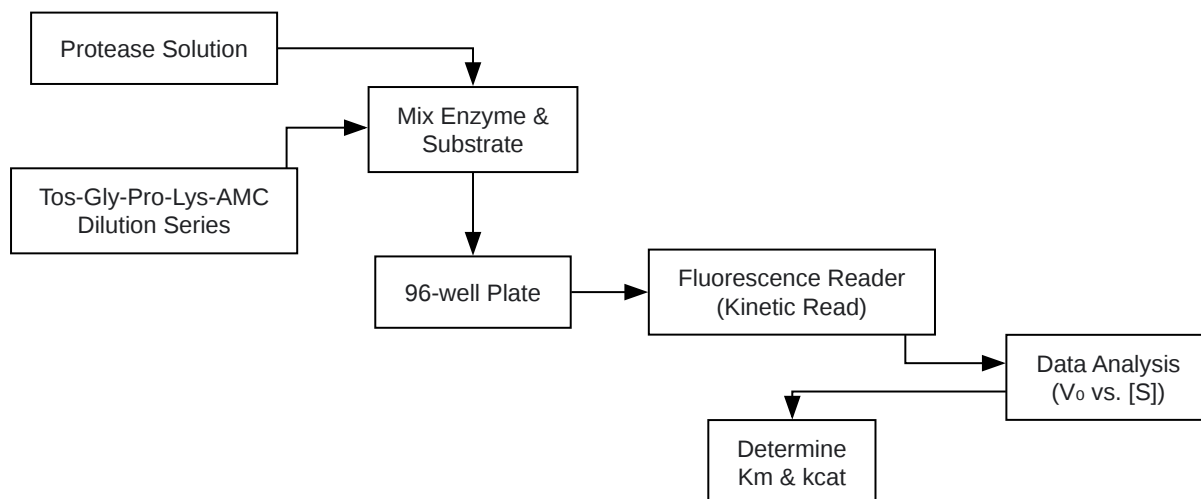 Protease Solution
Mix Enzyme &
Substrate
Tos-Gly-Pro-Lys-AMC
Dilution Series
96-well Plate
Fluorescence Reader
(Kinetic Read)
Data Analysis
(V₀ vs. [S])
Determine
Km & kcat